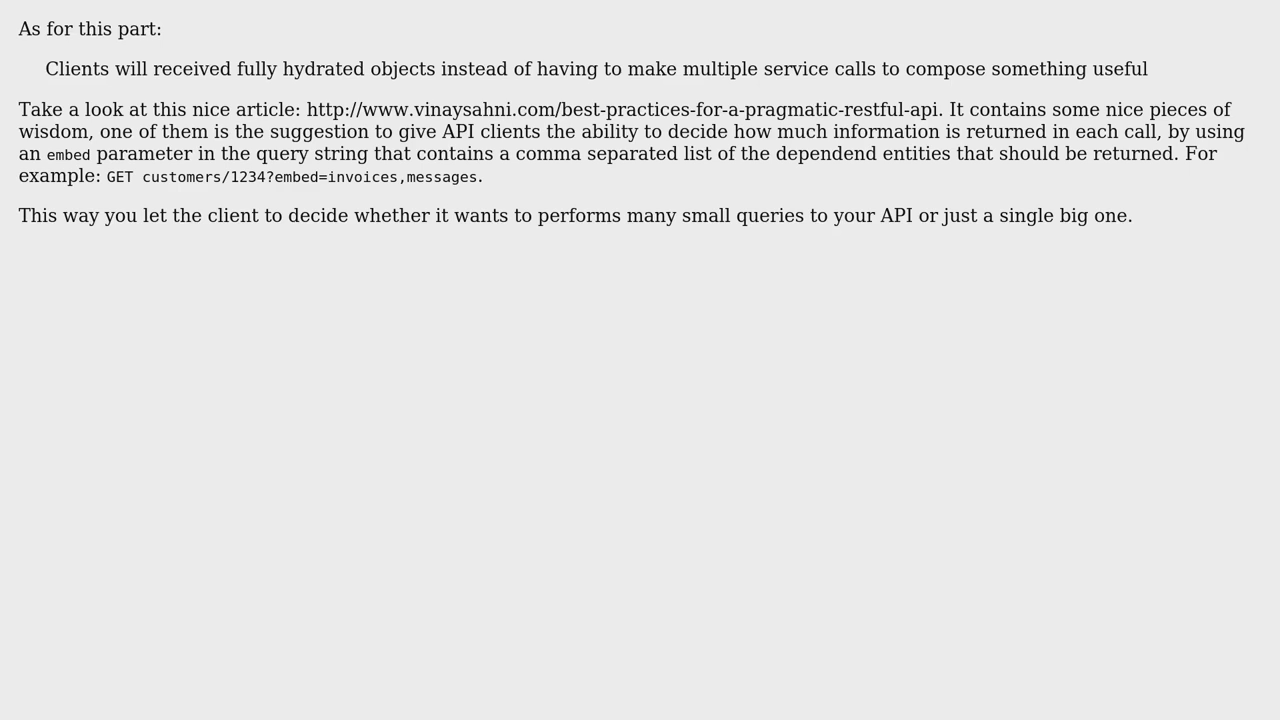 As for this part:
Clients will received fully hydrated objects instead of having to make multiple service calls to compose something useful
Take a look at this nice article: http://www.vinaysahni.com/best-practices-for-a-pragmatic-restful-api. It contains some nice pieces of
wisdom, one of them is the suggestion to give API clients the ability to decide how much information is returned in each call, by using
an embed parameter in the query string that contains a comma separated list of the dependend entities that should be returned. For
example: GET customers/1234?embed=invoices,messages.
This way you let the client to decide whether it wants to performs many small queries to your API or just a single big one.